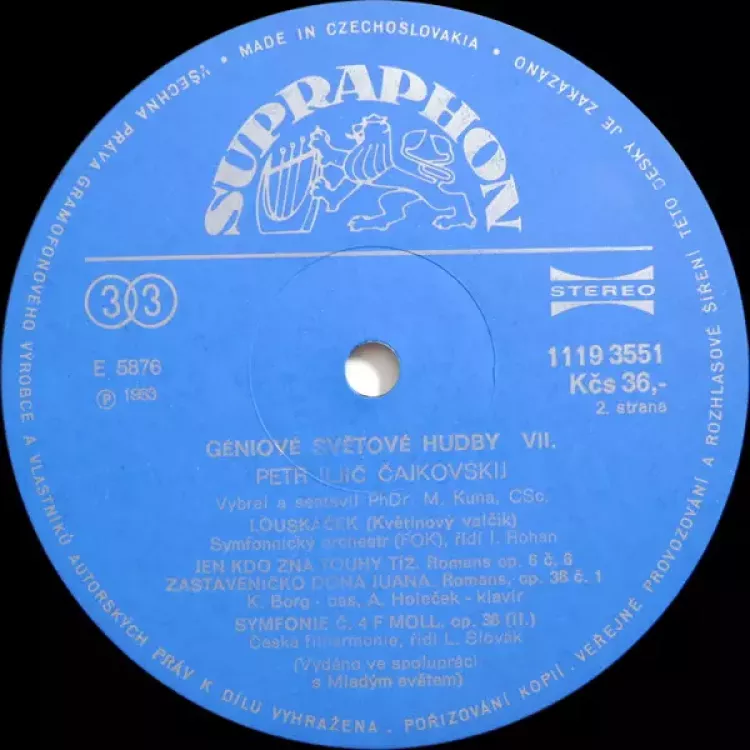 VŠECHNA PRÁVA GRAMOFONOVÉHO VÝROBCE A VLASTNÍKŮ AUTORSKÝCH PRÁV K DÍLU VYHRAŽENA . POŘIZOVÁNÍ KOPIÍ . VEŘEJNÉ PROVOZOVÁNÍ A ROZHLASOVÉ ŠÍŘENÍ TÉTO DESKY JE ZAKÁZÁNO
• MADE IN CZECHOSLOVAKIA •
SUPRAPHON
33
STEREO
E 5876
1119 3551
Ⓟ 1983
Kčs 36,-
2. strana
GÉNIOVÉ SVĚTOVÉ HUDBY VII.
PETR ILJIČ ČAJKOVSKIJ
Vybral a sestavil PhDr. M. Kuna, CSc.
LOUSKÁČEK (Květinový valčík)
Symfonický orchestr (FOK), řídí I. Rohan
JEN KDO ZNÁ TOUHY TÍŽ. Romans op. 6 č. 6
ZASTAVENÍČKO DONA JUANA. Romans, op. 38 č. 1
K. Borg - bas, A. Holeček - klavír
SYMFONIE Č. 4 F MOLL, op. 36 (II.)
Česká filharmonie, řídí L. Slovák
(Vydáno ve spolupráci
s Mladým světem)